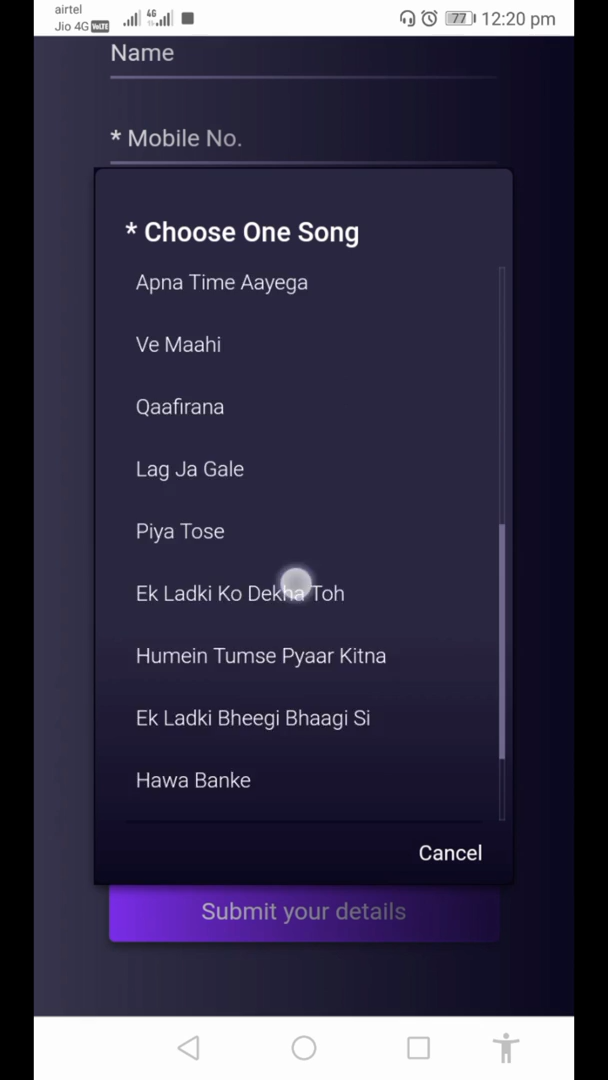 airtel
Jio 4G VoLTE
4G
77
12:20 pm
Name
* Mobile No.
* Choose One Song
Apna Time Aayega
Ve Maahi
Qaafirana
Lag Ja Gale
Piya Tose
Ek Ladki Ko Dekha Toh
Humein Tumse Pyaar Kitna
Ek Ladki Bheegi Bhaagi Si
Hawa Banke
Cancel
Submit your details